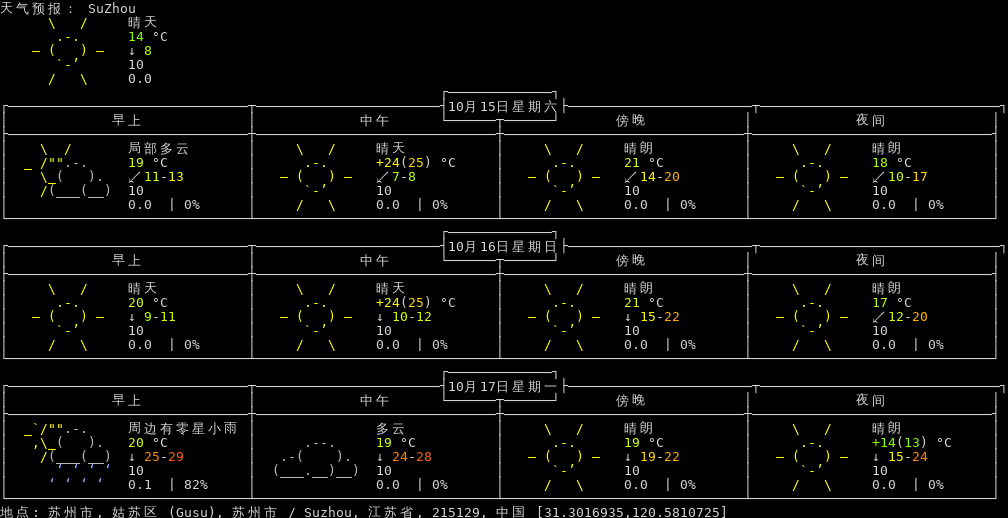 天气预报： SuZhou
晴天
14 °C
↓ 8
10
0.0
10月15日星期六
早上 中午 傍晚 夜间
局部多云 晴天 晴朗 晴朗
19 °C +24(25) °C 21 °C 18 °C
↙11-13 ↙7-8 ↙14-20 ↙10-17
10 10 10 10
0.0 | 0% 0.0 | 0% 0.0 | 0% 0.0 | 0%
10月16日星期日
早上 中午 傍晚 夜间
晴天 晴天 晴朗 晴朗
20 °C +24(25) °C 21 °C 17 °C
↓ 9-11 ↓ 10-12 ↓ 15-22 ↙12-20
10 10 10 10
0.0 | 0% 0.0 | 0% 0.0 | 0% 0.0 | 0%
10月17日星期一
早上 中午 傍晚 夜间
周边有零星小雨 多云 晴朗 晴朗
20 °C 19 °C 19 °C +14(13) °C
↓ 25-29 ↓ 24-28 ↓ 19-22 ↓ 15-24
10 10 10 10
0.1 | 82% 0.0 | 0% 0.0 | 0% 0.0 | 0%
地点: 苏州市, 姑苏区 (Gusu), 苏州市 / Suzhou, 江苏省, 215129, 中国 [31.3016935,120.5810725]